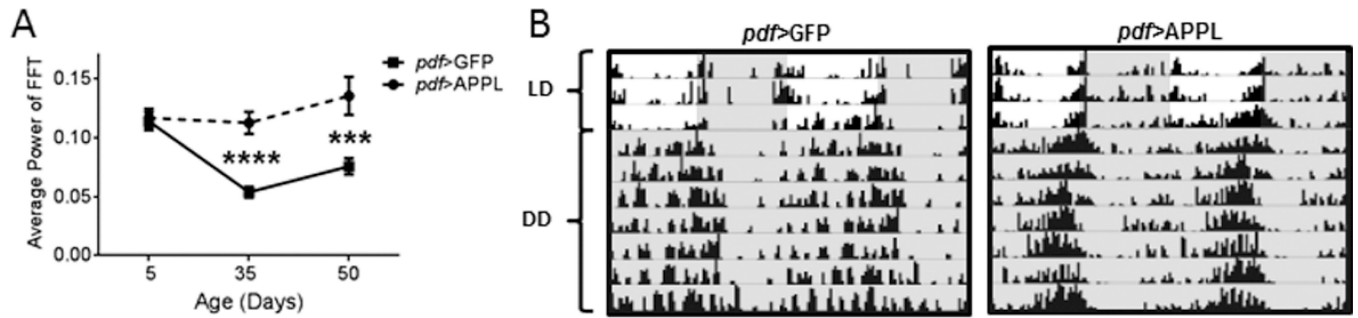 A
Average Power of FFT
0.15
0.10
0.05
0.00
5 35 50
Age (Days)
****
***
pdf>GFP
pdf>APPL
B
pdf>GFP pdf>APPL
LD
DD